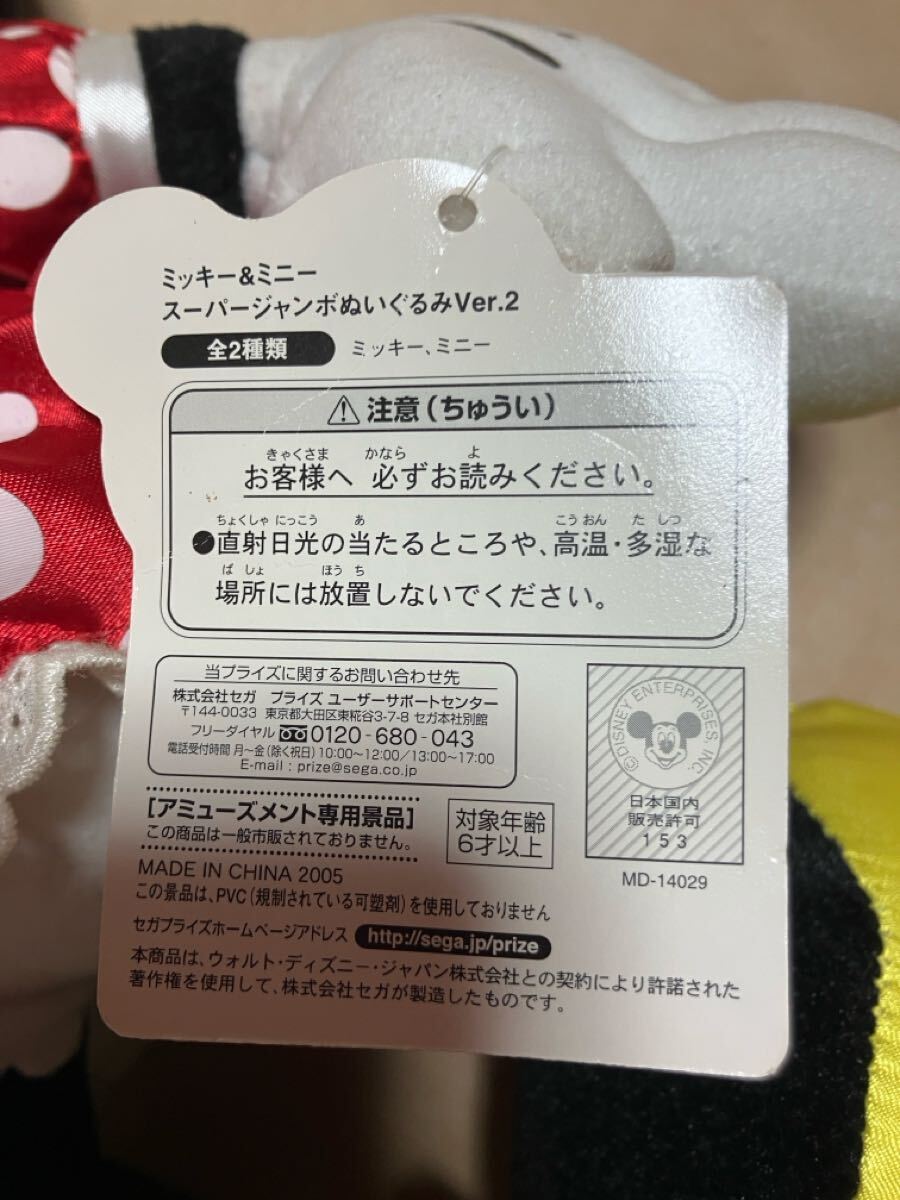 ミッキー&ミニー
スーパージャンボぬいぐるみVer.2
全2種類 ミッキー、ミニー
⚠注意(ちゅうい)
きゃくさま かなら よ
お客様へ 必ずお読みください。
ちょくしゃ にっこう あ こうおん た しつ
●直射日光の当たるところや、高温・多湿な
ば しょ ほう ち
場所には放置しないでください。
当プライズに関するお問い合わせ先
株式会社セガ プライズ ユーザーサポートセンター
〒144-0033 東京都大田区東糀谷3-7-8 セガ本社別館
フリーダイヤル 0120-680-043
電話受付時間 月〜金(除く祝日)10:00〜12:00/13:00〜17:00
E-mail : prize@sega.co.jp
[アミューズメント専用景品]
この商品は一般市販されておりません。
対象年齢
6才以上
©DISNEY ENTERPRISES INC.
日本国内
販売許可
153
MD-14029
MADE IN CHINA 2005
この景品は、PVC(規制されている可塑剤)を使用しておりません
セガプライズホームページアドレス http://sega.jp/prize
本商品は、ウォルト・ディズニー・ジャパン株式会社との契約により許諾された
著作権を使用して、株式会社セガが製造したものです。